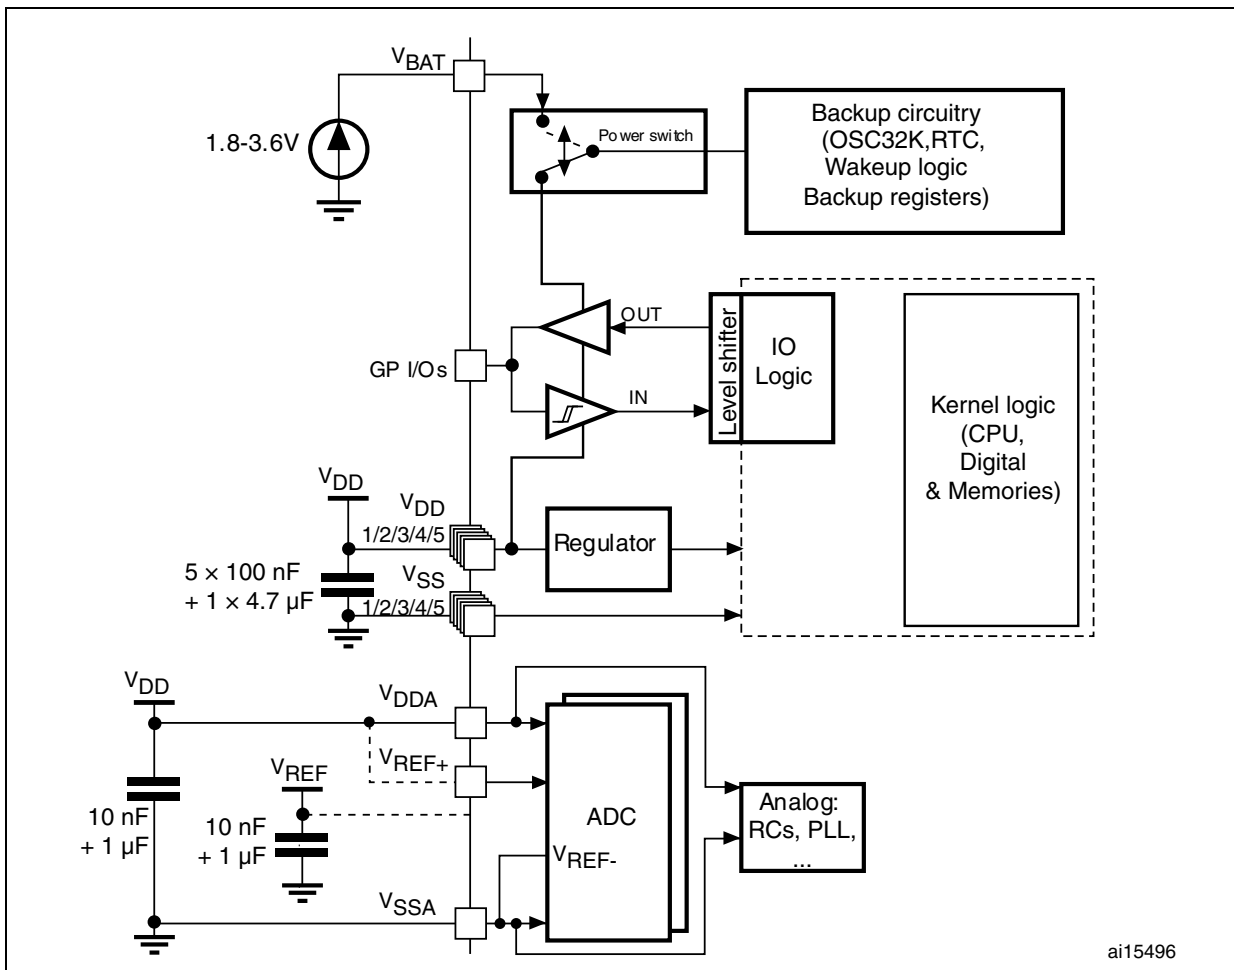 VBAT
1.8-3.6V
Power switch
Backup circuitry
(OSC32K,RTC,
Wakeup logic
Backup registers)
OUT
GP I/Os
IN
Level shifter
IO
Logic
Kernel logic
(CPU,
Digital
& Memories)
VDD
VDD
1/2/3/4/5
Regulator
5 × 100 nF
+ 1 × 4.7 µF
VSS
1/2/3/4/5
VDD
VDDA
VREF+
VREF
10 nF
+ 1 µF
10 nF
+ 1 µF
ADC
VREF-
Analog:
RCs, PLL,
...
VSSA
ai15496